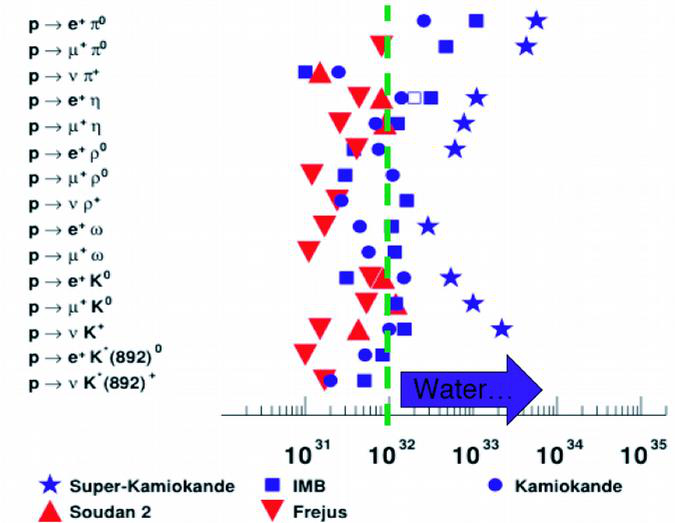 p → e⁺ π⁰
p → μ⁺ π⁰
p → ν π⁺
p → e⁺ η
p → μ⁺ η
p → e⁺ ρ⁰
p → μ⁺ ρ⁰
p → ν ρ⁺
p → e⁺ ω
p → μ⁺ ω
p → e⁺ K⁰
p → μ⁺ K⁰
p → ν K⁺
p → e⁺ K*(892)⁰
p → ν K*(892)⁺
Water...
10³¹ 10³² 10³³ 10³⁴ 10³⁵
Super-Kamiokande IMB Kamiokande
Soudan 2 Frejus